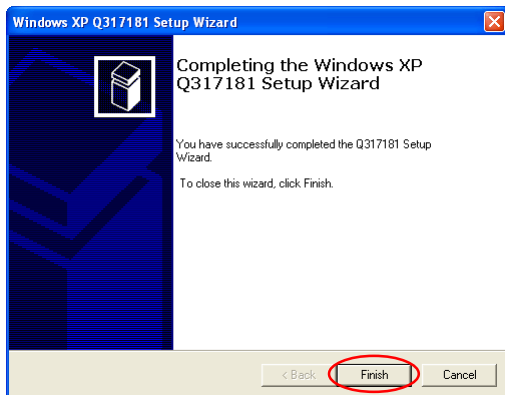 Windows XP Q317181 Setup Wizard
Completing the Windows XP
Q317181 Setup Wizard
You have successfully completed the Q317181 Setup
Wizard.
To close this wizard, click Finish.
< Back
Finish
Cancel